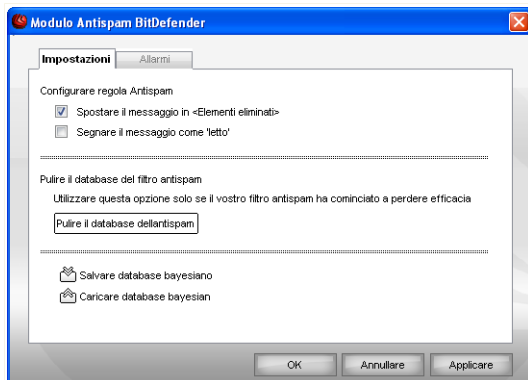 Modulo Antispam BitDefender
Impostazioni Allarmi
Configurare regola Antispam
Spostare il messaggio in <Elementi eliminati>
Segnare il messaggio come 'letto'
Pulire il database del filtro antispam
Utilizzare questa opzione solo se il vostro filtro antispam ha cominciato a perdere efficacia
Pulire il database dellantispam
Salvare database bayesiano
Caricare database bayesian
OK Annullare Applicare